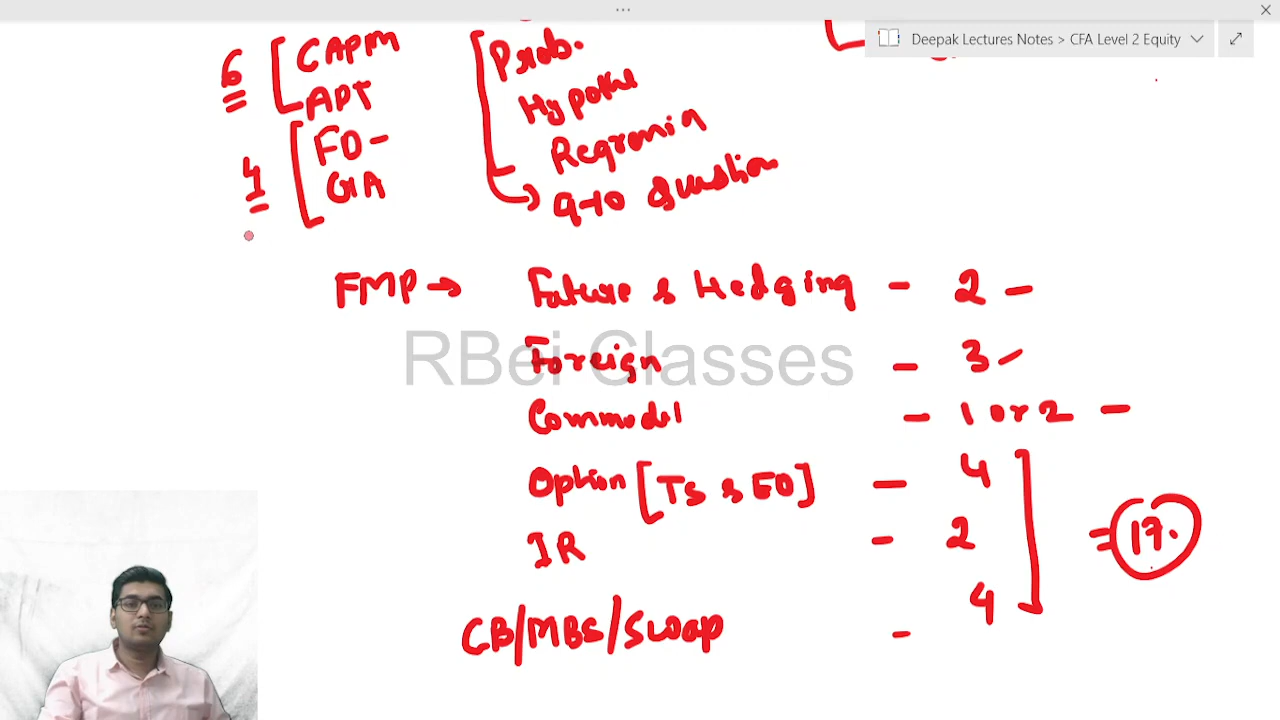 Deepak Lectures Notes > CFA Level 2 Equity
6 [ CAPM
APT
4 [ FD -
GIA
[ Prob.
Hypothe
Regression
→ 9-10 Question
FMP → Future & Hedging - 2 -
Foreign - 3 -
RBei Classes
Commodel - 1 or 2 -
Option [TS & EO] - 4
IR - 2 ] = 17.
CB/MBS/Swap - 4